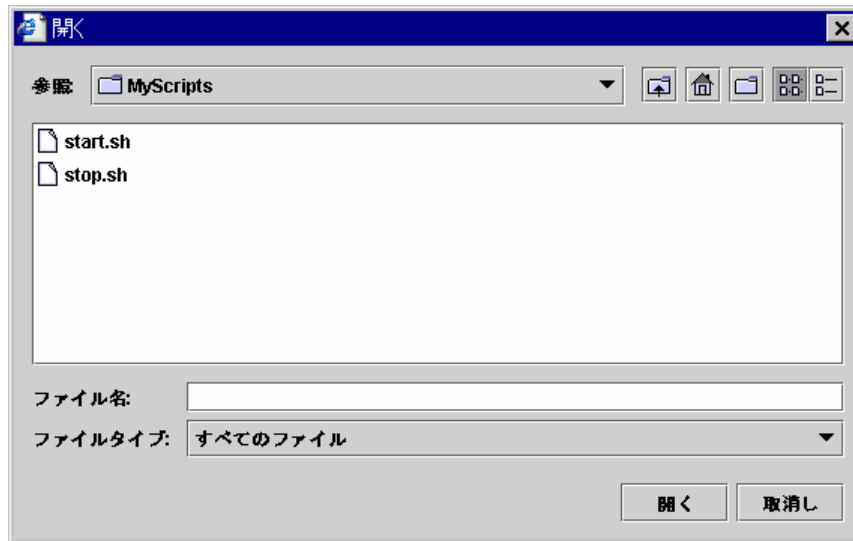 開く
参照: MyScripts
start.sh
stop.sh
ファイル名:
ファイルタイプ: すべてのファイル
開く 取消し